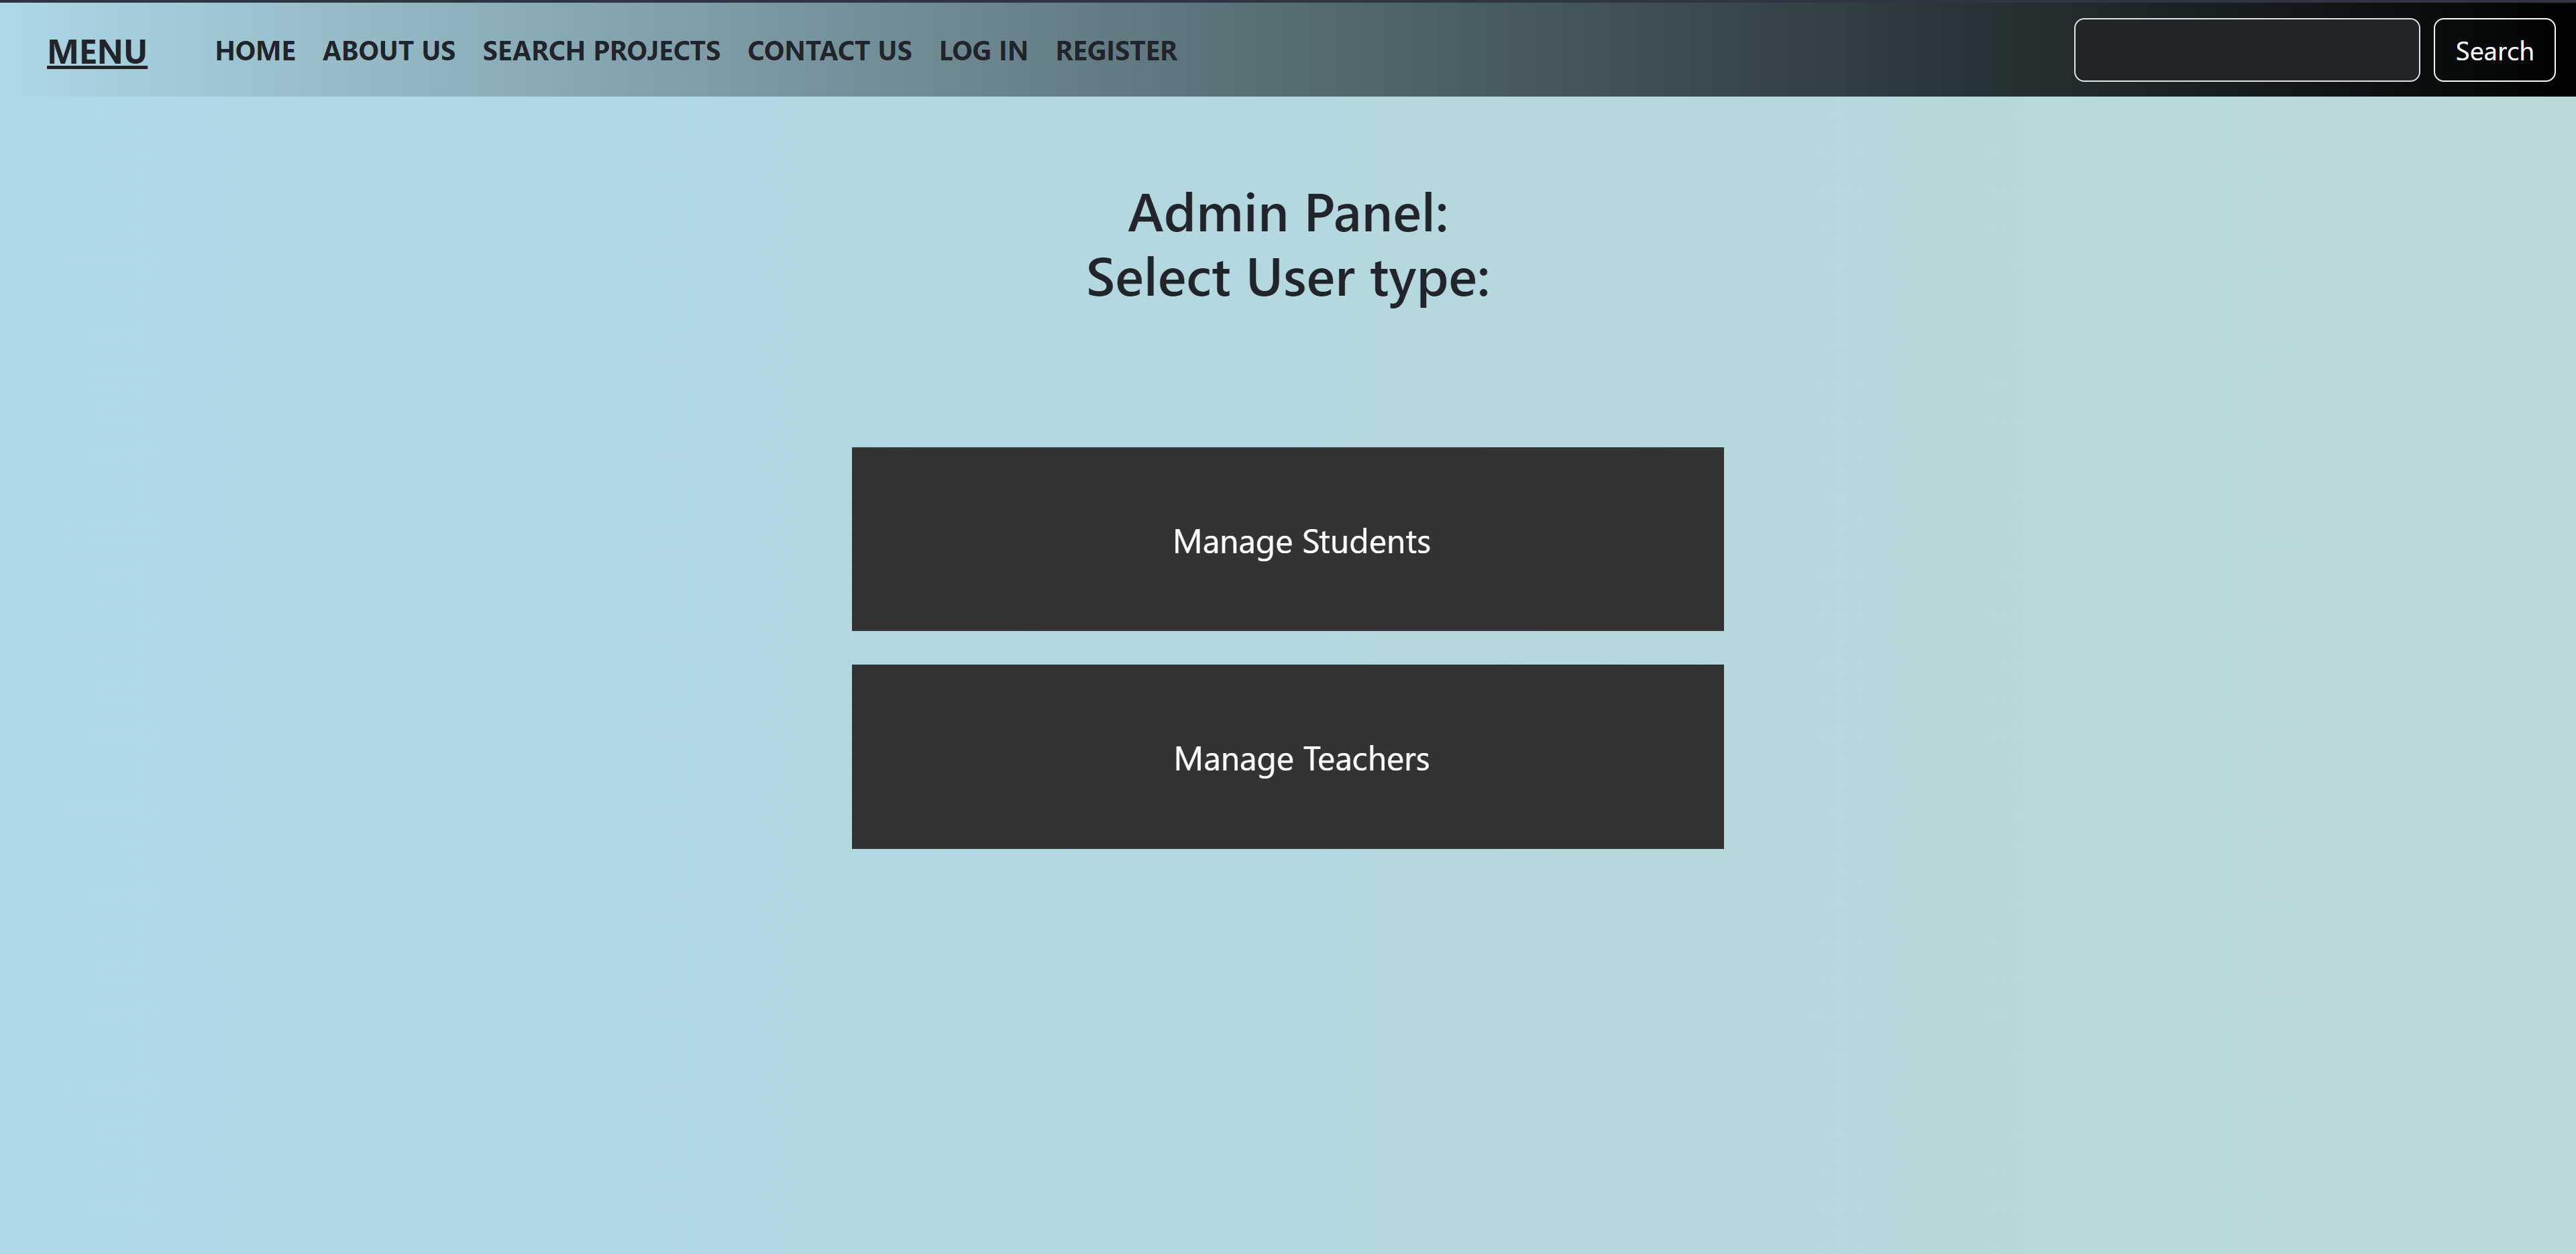 MENU HOME ABOUT US SEARCH PROJECTS CONTACT US LOG IN REGISTER Search
Admin Panel:
Select User type:
Manage Students
Manage Teachers